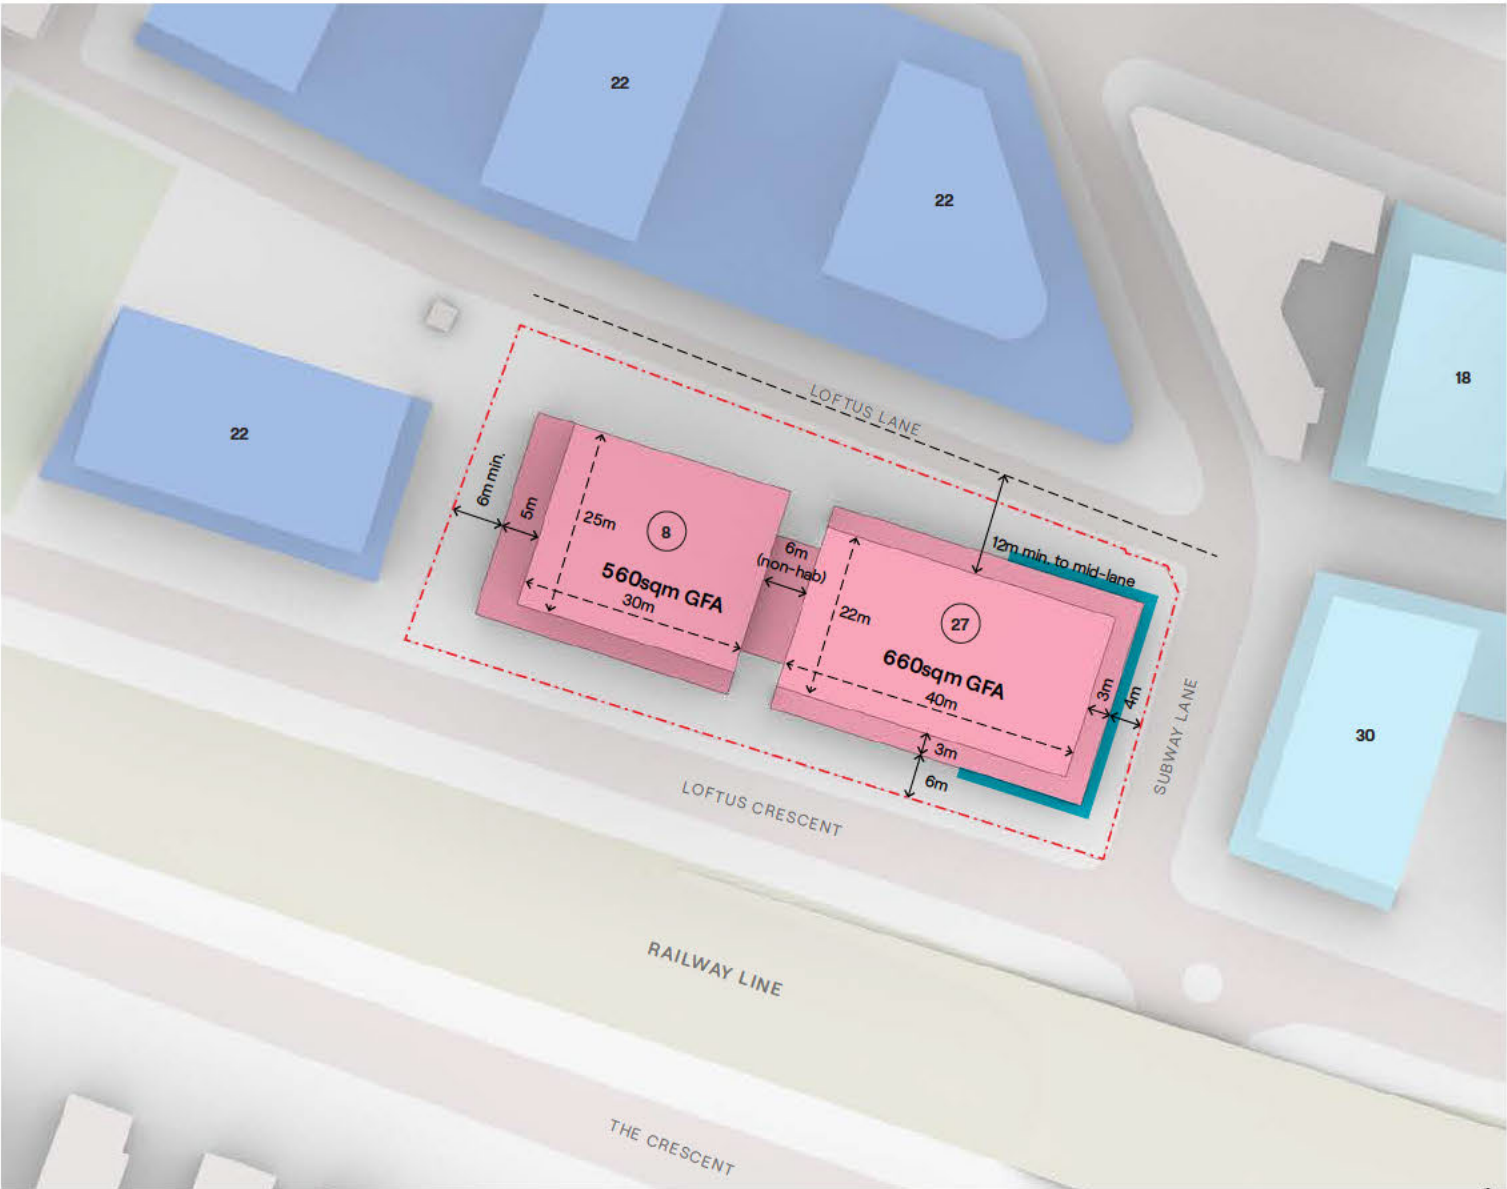 22
22
18
LOFTUS LANE
22
6m min.
5m
25m
8
560sqm GFA
30m
6m
(non-hab)
12m min. to mid-lane
22m
27
660sqm GFA
40m
3m
4m
3m
6m
30
SUBWAY LANE
LOFTUS CRESCENT
RAILWAY LINE
THE CRESCENT